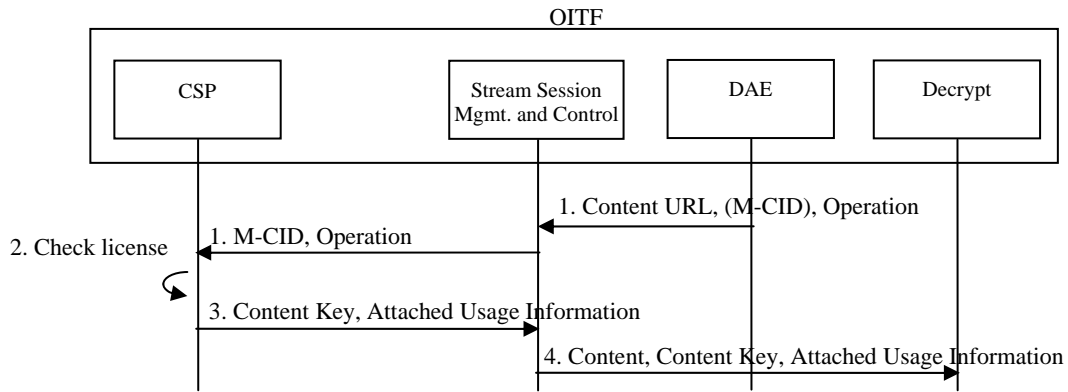 OITF
CSP
Stream Session
Mgmt. and Control
DAE
Decrypt
1. Content URL, (M-CID), Operation
1. M-CID, Operation
2. Check license
3. Content Key, Attached Usage Information
4. Content, Content Key, Attached Usage Information